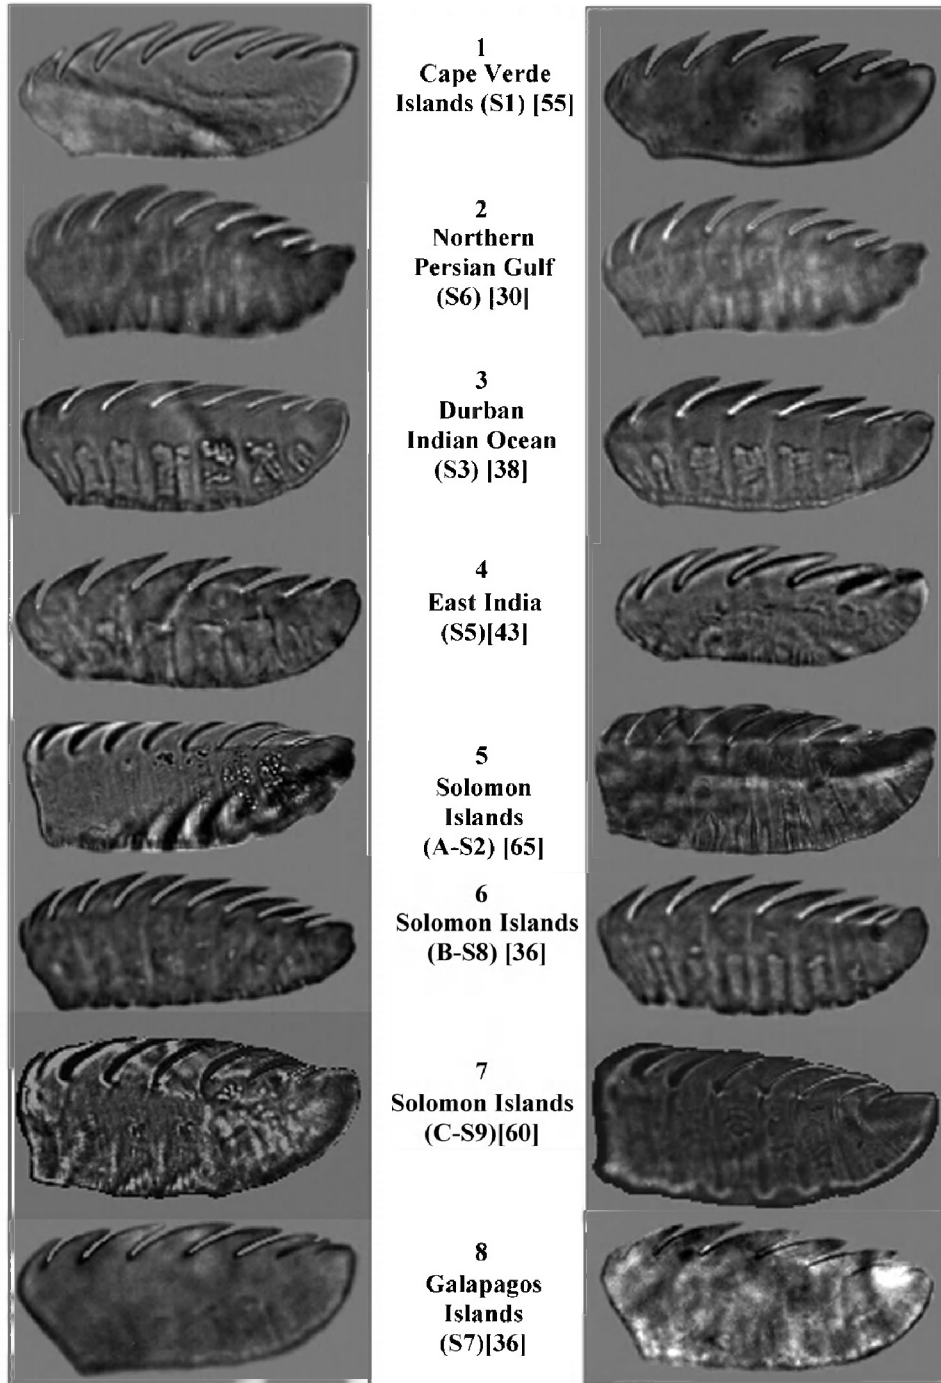 1
Cape Verde
Islands (S1) [55]
2
Northern
Persian Gulf
(S6) [30]
3
Durban
Indian Ocean
(S3) [38]
4
East India
(S5)[43]
5
Solomon
Islands
(A-S2) [65]
6
Solomon Islands
(B-S8) [36]
7
Solomon Islands
(C-S9)[60]
8
Galapagos
Islands
(S7)[36]